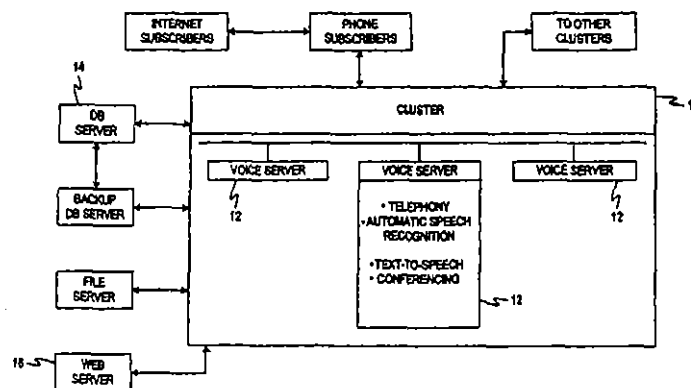 INTERNET
SUBSCRIBERS
PHONE
SUBSCRIBERS
TO OTHER
CLUSTERS
14
DB
SERVER
CLUSTER
BACKUP
DB SERVER
VOICE SERVER
VOICE SERVER
VOICE SERVER
12
12
• TELEPHONY
• AUTOMATIC SPEECH
RECOGNITION
• TEXT-TO-SPEECH
• CONFERENCING
12
FILE
SERVER
WEB
SERVER